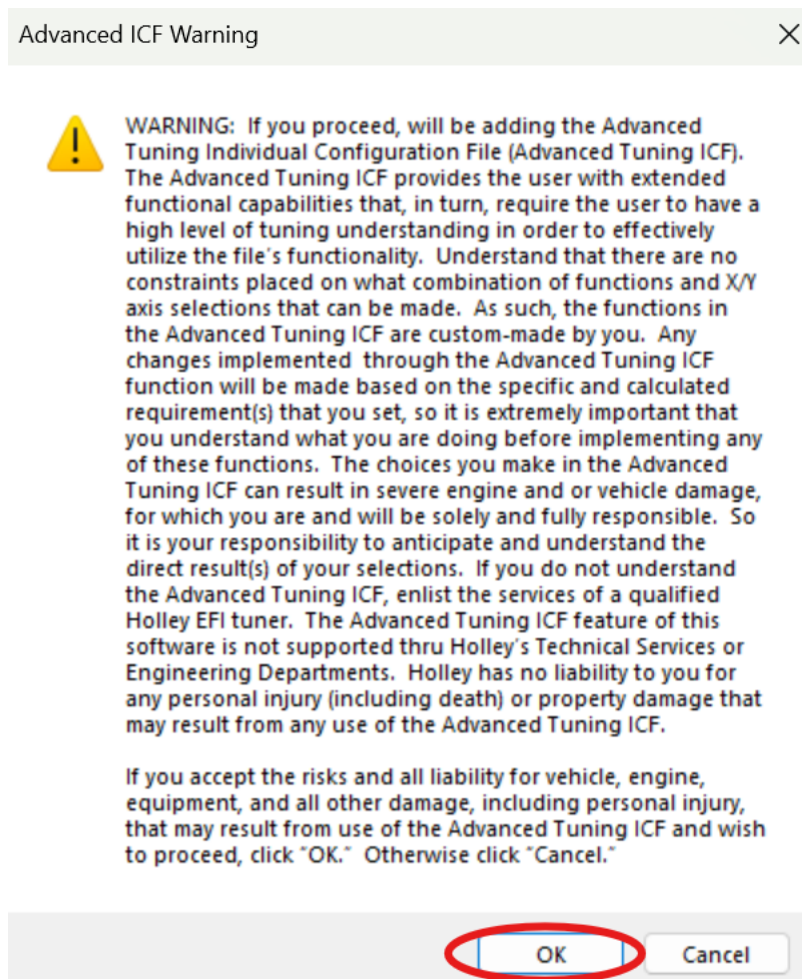 Advanced ICF Warning
WARNING:  If you proceed, will be adding the Advanced
Tuning Individual Configuration File (Advanced Tuning ICF).
The Advanced Tuning ICF provides the user with extended
functional capabilities that, in turn, require the user to have a
high level of tuning understanding in order to effectively
utilize the file's functionality.  Understand that there are no
constraints placed on what combination of functions and X/Y
axis selections that can be made.  As such, the functions in
the Advanced Tuning ICF are custom-made by you.  Any
changes implemented  through the Advanced Tuning ICF
function will be made based on the specific and calculated
requirement(s) that you set, so it is extremely important that
you understand what you are doing before implementing any
of these functions.  The choices you make in the Advanced
Tuning ICF can result in severe engine and or vehicle damage,
for which you are and will be solely and fully responsible.  So
it is your responsibility to anticipate and understand the
direct result(s) of your selections.  If you do not understand
the Advanced Tuning ICF, enlist the services of a qualified
Holley EFI tuner.  The Advanced Tuning ICF feature of this
software is not supported thru Holley's Technical Services or
Engineering Departments.  Holley has no liability to you for
any personal injury (including death) or property damage that
may result from any use of the Advanced Tuning ICF.
If you accept the risks and all liability for vehicle, engine,
equipment, and all other damage, including personal injury,
that may result from use of the Advanced Tuning ICF and wish
to proceed, click "OK."  Otherwise click "Cancel."
OK
Cancel